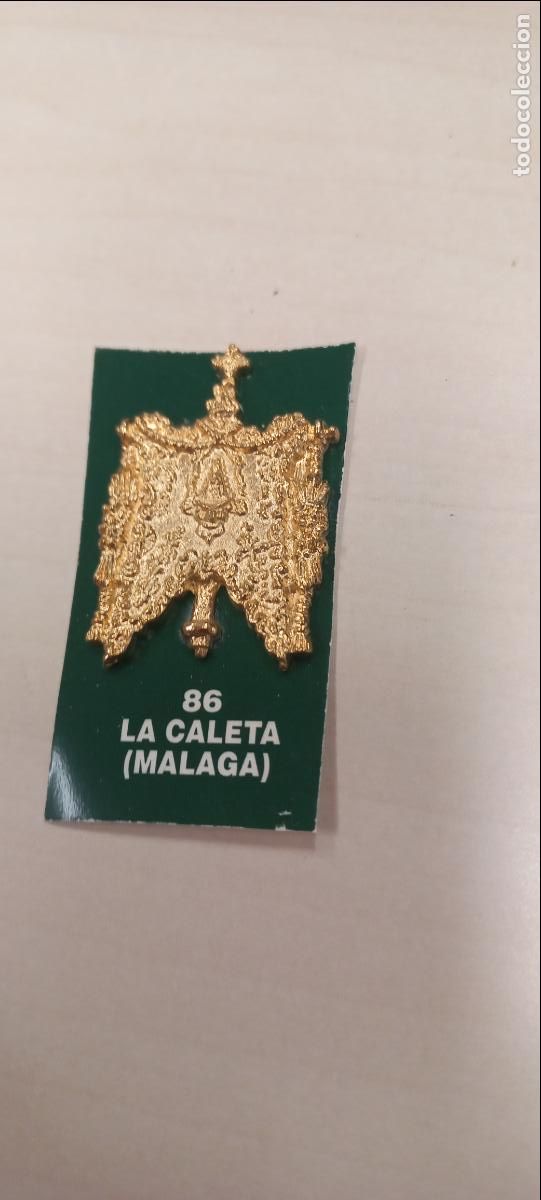 todocoleccion
86
LA CALETA
(MALAGA)